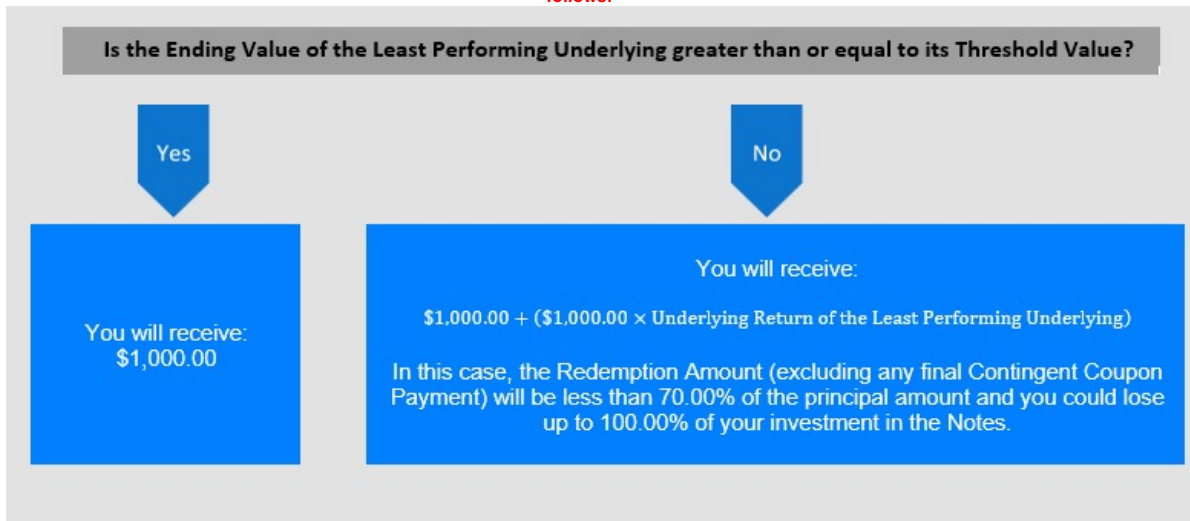 follows:
Is the Ending Value of the Least Performing Underlying greater than or equal to its Threshold Value?
Yes
No
You will receive:
$1,000.00
You will receive:
$1,000.00 + ($1,000.00 × Underlying Return of the Least Performing Underlying)
In this case, the Redemption Amount (excluding any final Contingent Coupon
Payment) will be less than 70.00% of the principal amount and you could lose
up to 100.00% of your investment in the Notes.